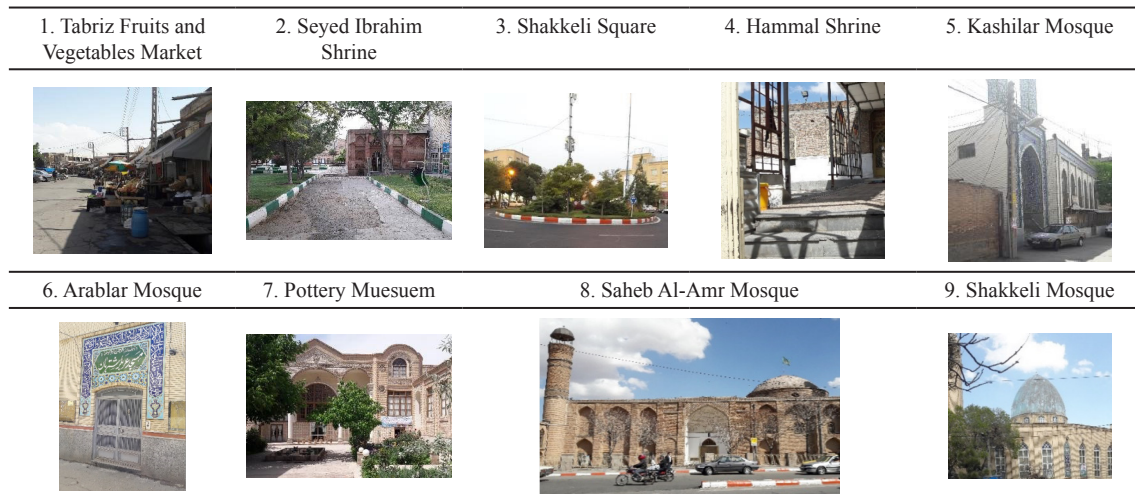 1. Tabriz Fruits and
Vegetables Market
2. Seyed Ibrahim
Shrine
3. Shakkeli Square
4. Hammal Shrine
5. Kashilar Mosque
6. Arablar Mosque
7. Pottery Muesuem
8. Saheb Al-Amr Mosque
9. Shakkeli Mosque